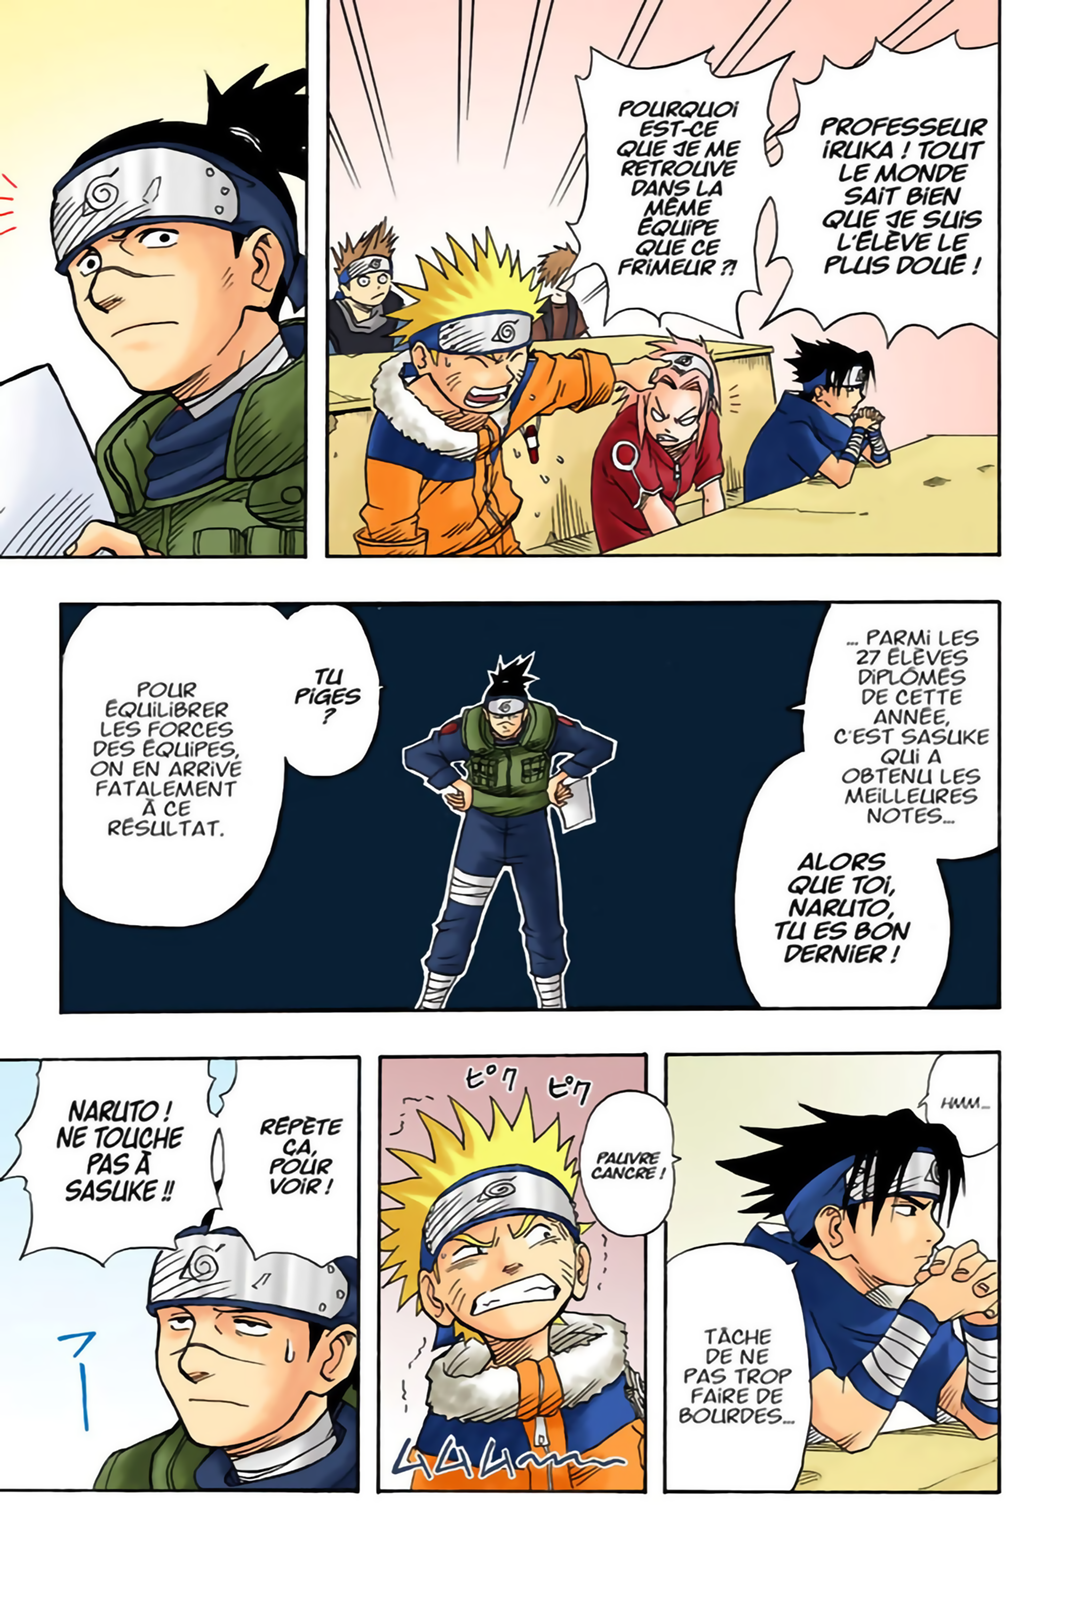 PROFESSEUR
IRUKA ! TOUT
LE MONDE
SAIT BIEN
QUE JE SUIS
L'ÉLÈVE LE
PLUS DOUÉ !
POURQUOI
EST-CE
QUE JE ME
RETROUVE
DANS LA
MÊME
ÉQUIPE
QUE CE
FRIMEUR ?!
... PARMI LES
27 ÉLÈVES
DIPLÔMÉS
DE CETTE
ANNÉE,
C'EST SASUKE
QUI A
OBTENU LES
MEILLEURES
NOTES...
ALORS
QUE TOI,
NARUTO,
TU ES BON
DERNIER !
TU
PIGES
?
POUR
ÉQUILIBRER
LES FORCES
DES ÉQUIPES,
ON EN ARRIVE
FATALEMENT
À CE
RÉSULTAT.
HMM...
TÂCHE
DE NE
PAS TROP
FAIRE DE
BOURDES...
PAUVRE
CANCRE !
ピク ピク
ムムム
RÉPÈTE
ÇA,
POUR
VOIR !
NARUTO !
NE TOUCHE
PAS À
SASUKE !!